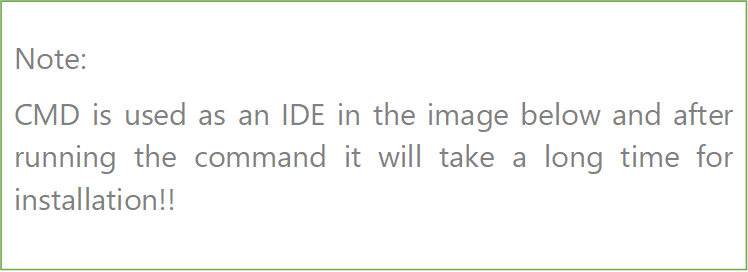 Note:
CMD is used as an IDE in the image below and after
running the command it will take a long time for
installation!!